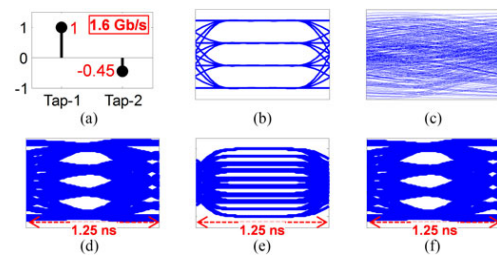 1
1
1.6 Gb/s
0
-0.45
-1
Tap-1
Tap-2
(a)
(b)
(c)
1.25 ns
1.25 ns
1.25 ns
(d)
(e)
(f)